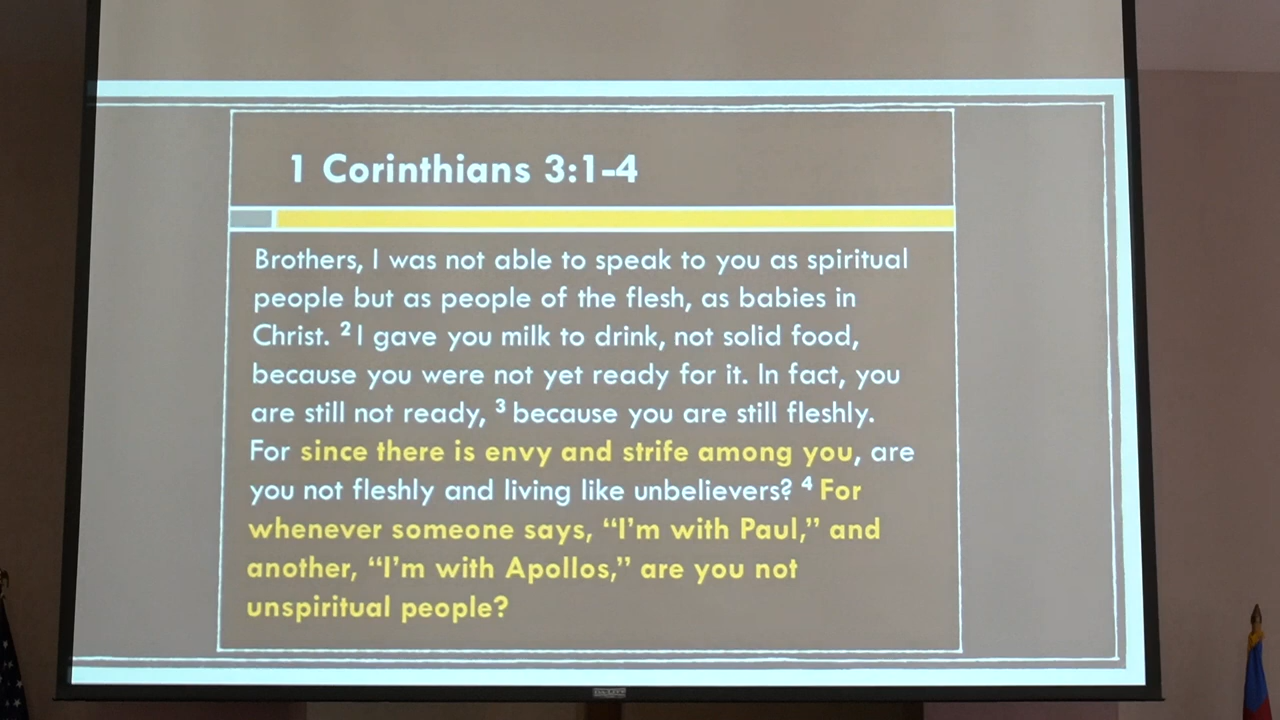 1 Corinthians 3:1-4
Brothers, I was not able to speak to you as spiritual
people but as people of the flesh, as babies in
Christ. ² I gave you milk to drink, not solid food,
because you were not yet ready for it. In fact, you
are still not ready, ³ because you are still fleshly.
For since there is envy and strife among you, are
you not fleshly and living like unbelievers? ⁴ For
whenever someone says, “I’m with Paul,” and
another, “I’m with Apollos,” are you not
unspiritual people?